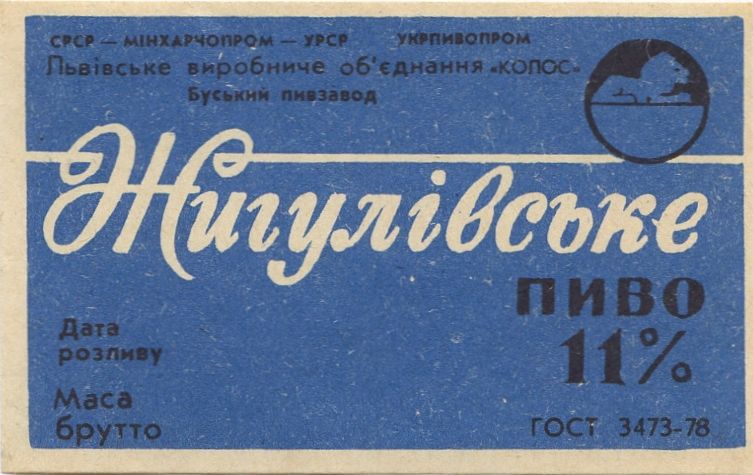 СРСР — МІНХАРЧОПРОМ — УРСР УКРПИВОПРОМ
Львівське виробниче об'єднання «КОЛОС»
Буський пивзавод
Жигулівське
ПИВО
11%
Дата
розливу
Маса
брутто
ГОСТ 3473-78